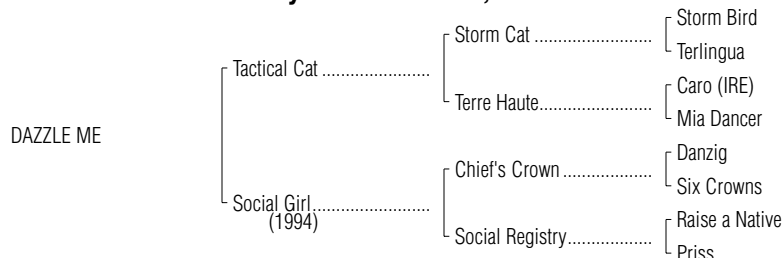 Storm Bird
Storm Cat ........................
Terlingua
Tactical Cat ......................
Caro (IRE)
Terre Haute.......................
Mia Dancer
DAZZLE ME
Danzig
Chief's Crown ..................
Six Crowns
Social Girl........................
(1994)
Raise a Native
Social Registry.................
Priss